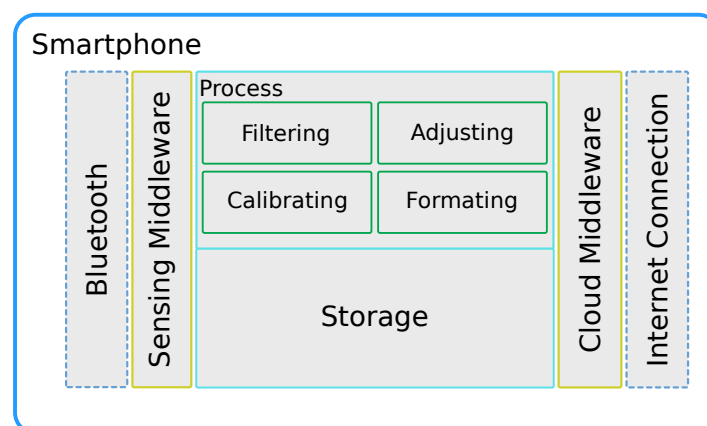 Smartphone
Bluetooth
Sensing Middleware
Process
Filtering
Adjusting
Calibrating
Formating
Storage
Cloud Middleware
Internet Connection